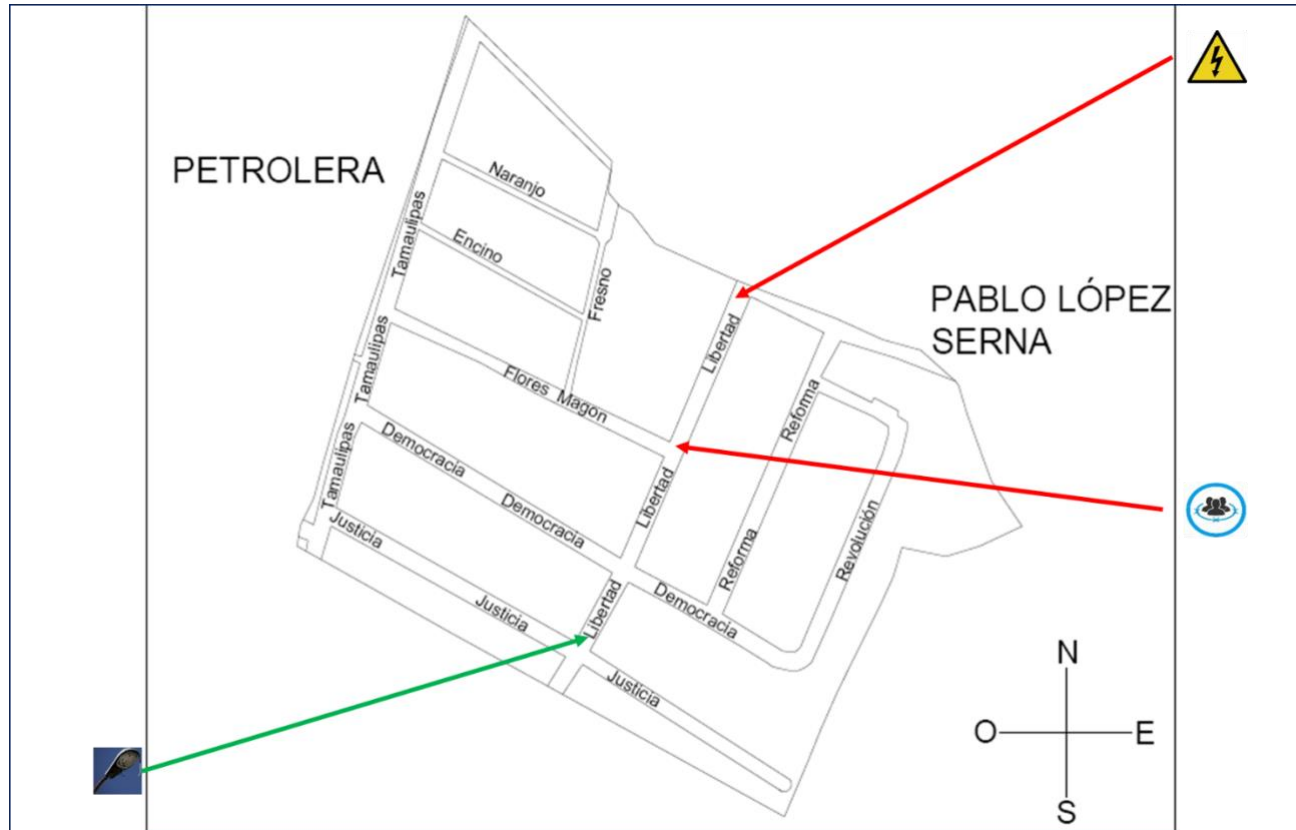 PETROLERA
Naranjo
Tamaulipas
Encino
Fresno
PABLO LÓPEZ
SERNA
Libertad
Tamaulipas
Flores Magon
Reforma
Tamaulipas
Democracia
Democracia
Libertad
Revolución
Reforma
Justicia
Justicia
Libertad
Democracia
Justicia
N
O
E
S